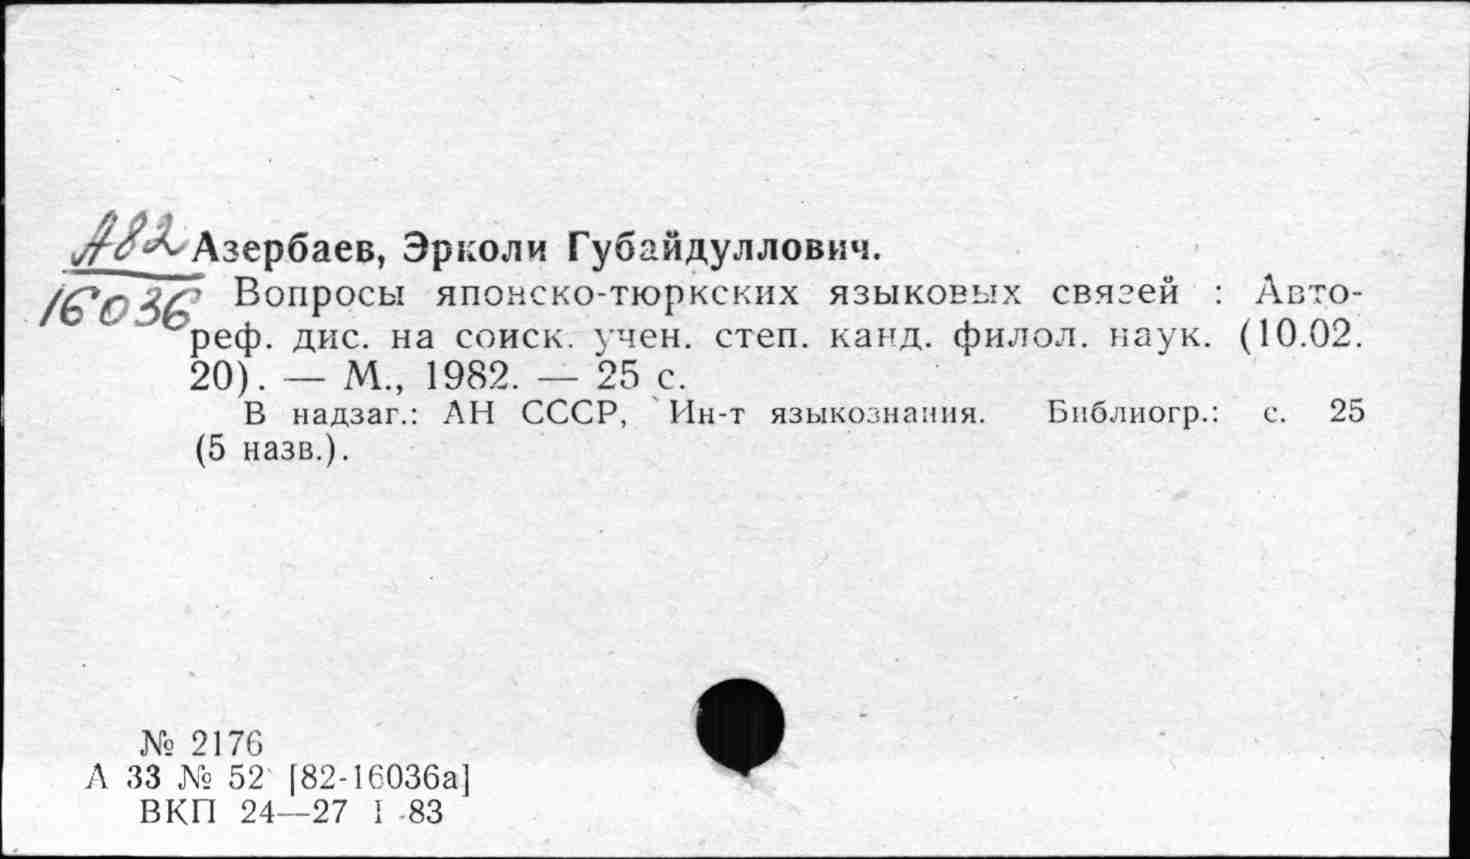 А82 Азербаев, Эрколи Губайдуллович.
16036 Вопросы японско-тюркских языковых связей : Авто-
реф. дис. на соиск. учен. степ. канд. филол. наук. (10.02.
20). — М., 1982. — 25 с.
В надзаг.: АН СССР, Ин-т языкознания. Библиогр.: с. 25
(5 назв.).
№ 2176
А 33 № 52 [82-16036а]
ВКП 24—27 I 83